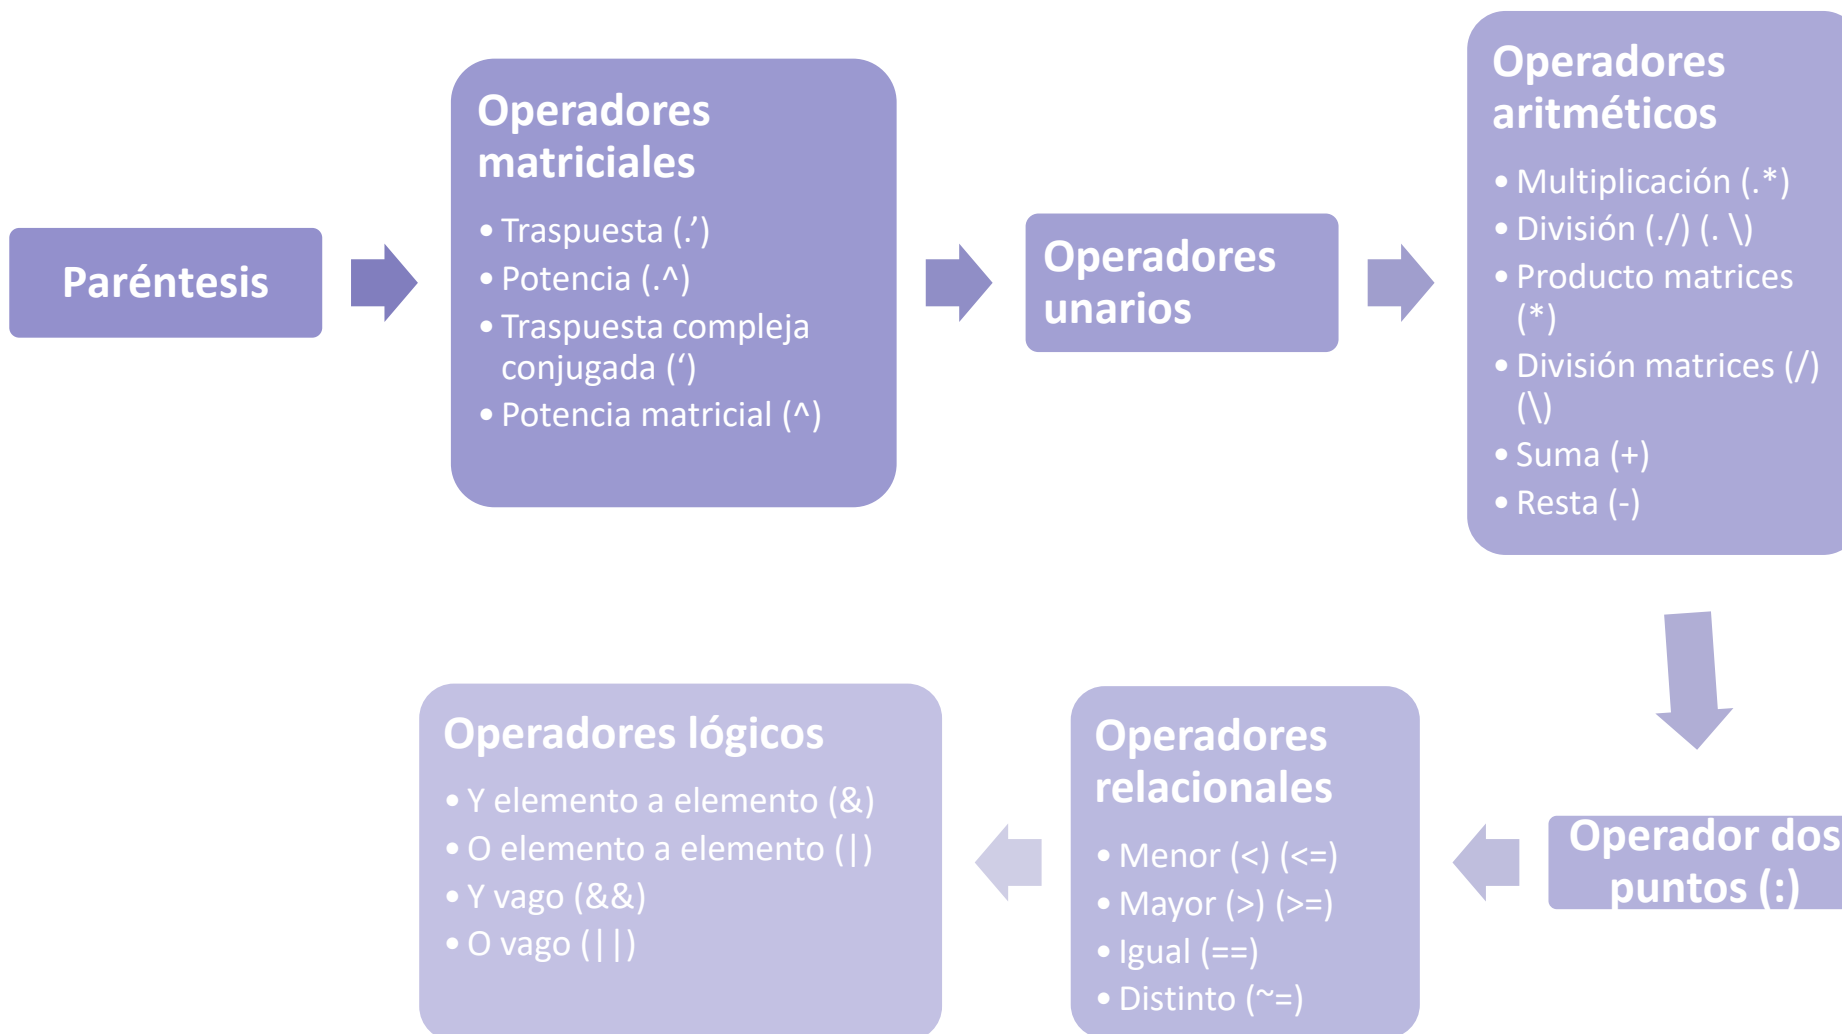 Paréntesis
Operadores
matriciales
• Traspuesta (.’)
• Potencia (.^)
• Traspuesta compleja
conjugada (‘)
• Potencia matricial (^)
Operadores
unarios
Operadores
aritméticos
• Multiplicación (.*)
• División (./) (. \)
• Producto matrices
(*)
• División matrices (/)
(\)
• Suma (+)
• Resta (-)
Operador dos
puntos (:)
Operadores
relacionales
• Menor (<) (<=)
• Mayor (>) (>=)
• Igual (==)
• Distinto (~=)
Operadores lógicos
• Y elemento a elemento (&)
• O elemento a elemento (|)
• Y vago (&&)
• O vago (||)